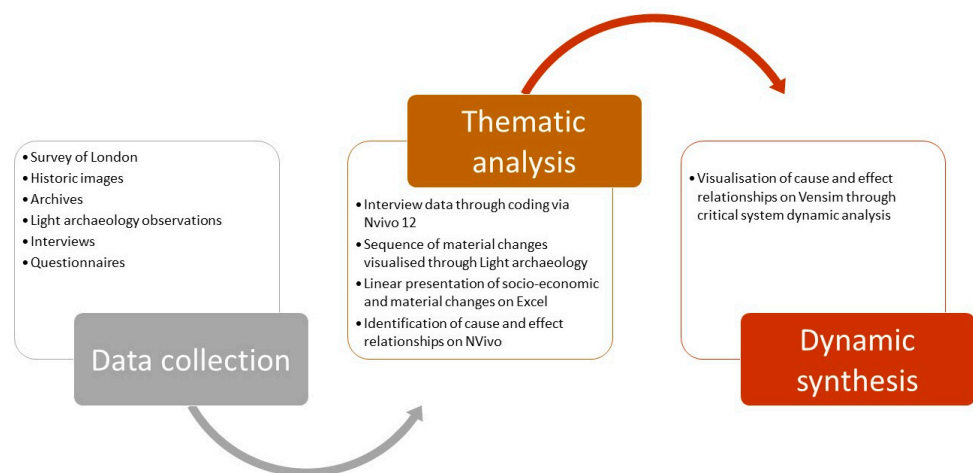 • Survey of London
• Historic images
• Archives
• Light archaeology observations
• Interviews
• Questionnaires
Data collection
Thematic
analysis
• Interview data through coding via
Nvivo 12
• Sequence of material changes
visualised through Light archaeology
• Linear presentation of socio-economic
and material changes on Excel
• Identification of cause and effect
relationships on NVivo
• Visualisation of cause and effect
relationships on Vensim through
critical system dynamic analysis
Dynamic
synthesis